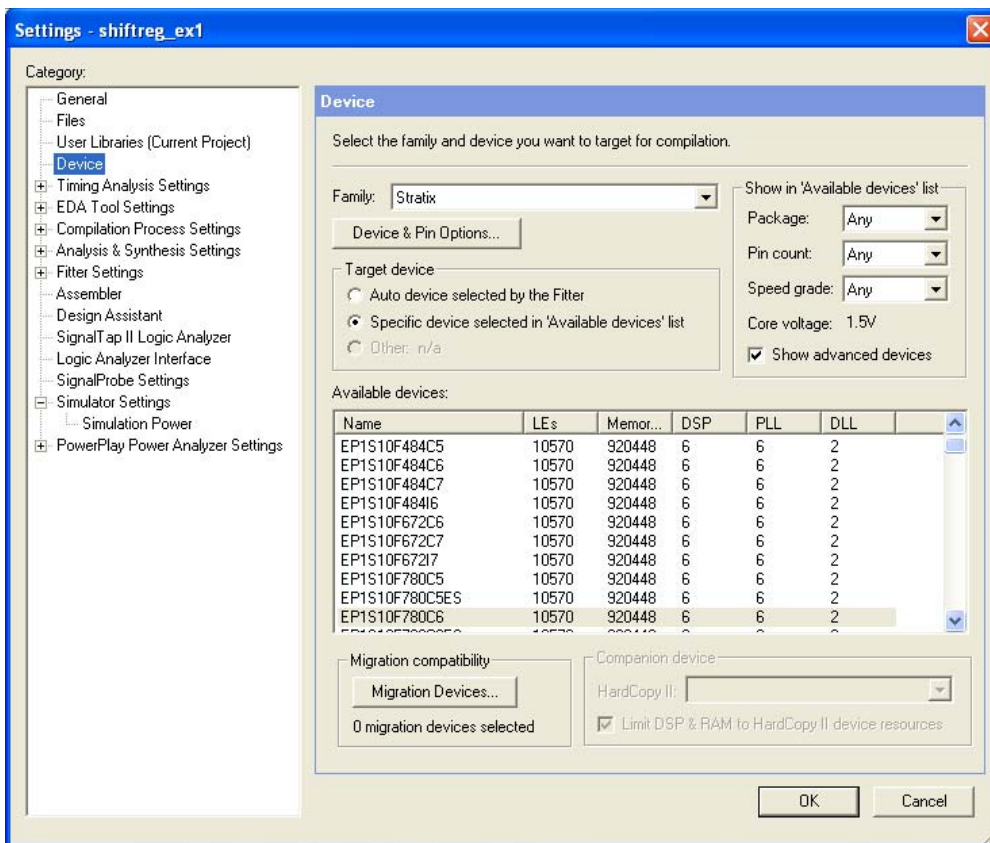 Settings - shiftreg_ex1
Category:
General
Files
User Libraries (Current Project)
Device
Timing Analysis Settings
EDA Tool Settings
Compilation Process Settings
Analysis & Synthesis Settings
Fitter Settings
Assembler
Design Assistant
SignalTap II Logic Analyzer
Logic Analyzer Interface
SignalProbe Settings
Simulator Settings
Simulation Power
PowerPlay Power Analyzer Settings
Device
Select the family and device you want to target for compilation.
Family: Stratix
Device & Pin Options...
Target device
Auto device selected by the Fitter
Specific device selected in 'Available devices' list
Other: n/a
Show in 'Available devices' list
Package: Any
Pin count: Any
Speed grade: Any
Core voltage: 1.5V
Show advanced devices
Available devices:
Name LEs Memor... DSP PLL DLL
EP1S10F484C5 10570 920448 6 6 2
EP1S10F484C6 10570 920448 6 6 2
EP1S10F484C7 10570 920448 6 6 2
EP1S10F484I6 10570 920448 6 6 2
EP1S10F672C6 10570 920448 6 6 2
EP1S10F672C7 10570 920448 6 6 2
EP1S10F672I7 10570 920448 6 6 2
EP1S10F780C5 10570 920448 6 6 2
EP1S10F780C5ES 10570 920448 6 6 2
EP1S10F780C6 10570 920448 6 6 2
Migration compatibility
Migration Devices...
0 migration devices selected
Companion device
HardCopy II:
Limit DSP & RAM to HardCopy II device resources
OK
Cancel